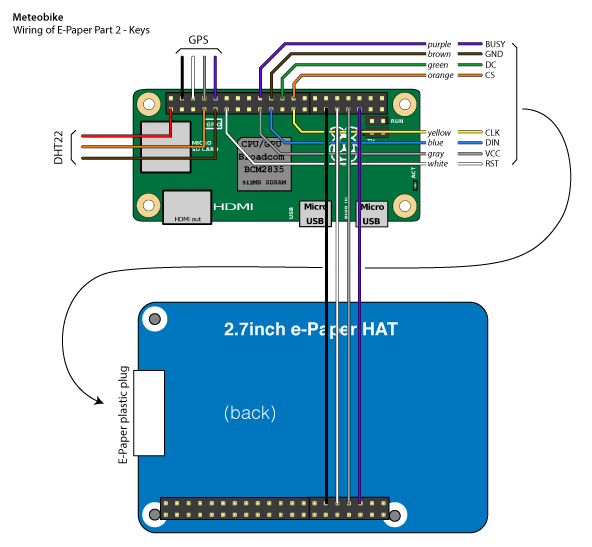 Meteobike
Wiring of E-Paper Part 2 - Keys
GPS
purple BUSY
brown GND
green DC
orange CS
RUN
GPIO
yellow CLK
blue DIN
gray VCC
white RST
DHT22
MICRO
SD CARD
CPU/GPU
Broadcom
BCM2835
512MB SDRAM
TV
ACT
HDMI
HDMI out
USB
Micro
USB
PWR IN
Micro
USB
2.7inch e-Paper HAT
E-Paper plastic plug
(back)